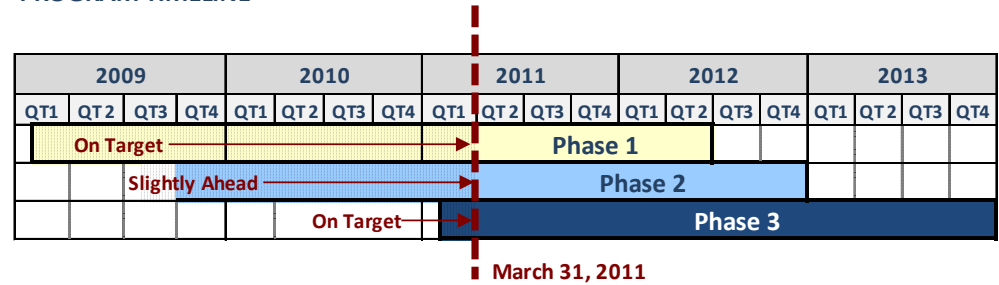 2009 2010 2011 2012 2013
QT1 QT 2 QT3 QT4 QT1 QT 2 QT3 QT4 QT1 QT 2 QT3 QT4 QT1 QT 2 QT3 QT4 QT1 QT 2 QT3 QT4
On Target Phase 1
Slightly Ahead Phase 2
On Target Phase 3
March 31, 2011